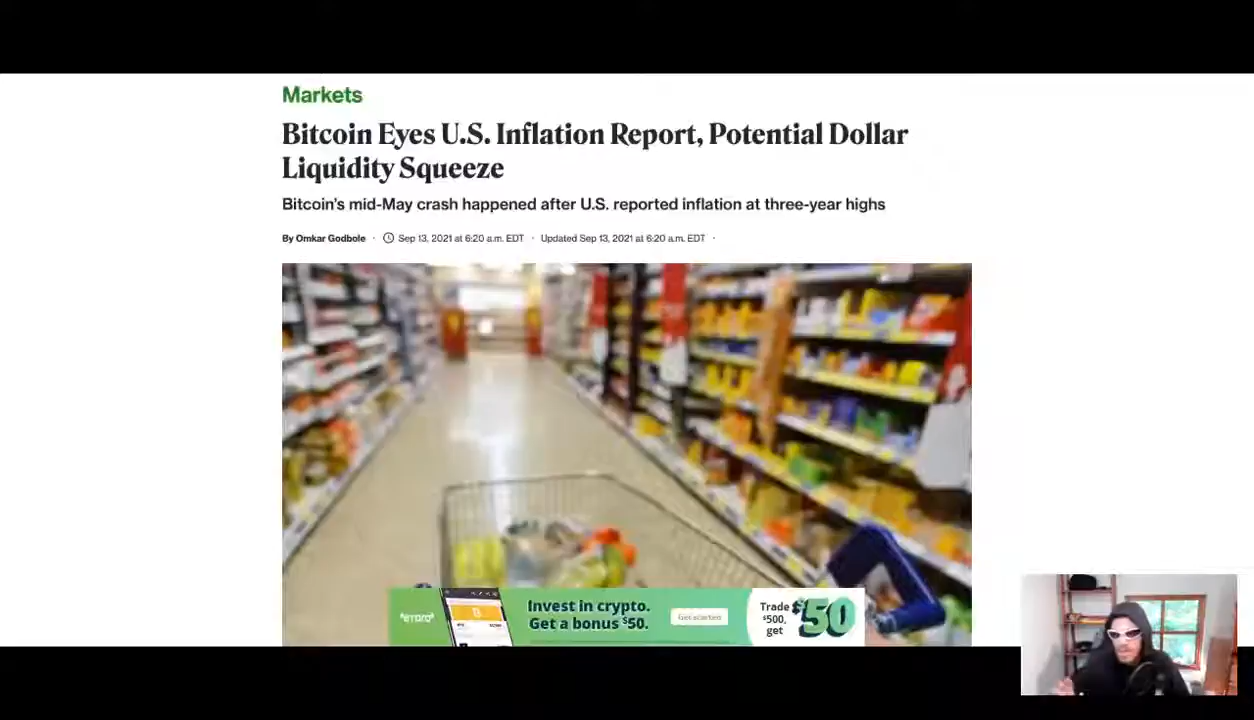 Markets
Bitcoin Eyes U.S. Inflation Report, Potential Dollar
Liquidity Squeeze
Bitcoin's mid-May crash happened after U.S. reported inflation at three-year highs
By Omkar Godbole · Sep 13, 2021 at 6:20 a.m. EDT · Updated Sep 13, 2021 at 6:20 a.m. EDT ·
eToro
Invest in crypto.
Get a bonus $50.
Get started
Trade
$500,
get
$50